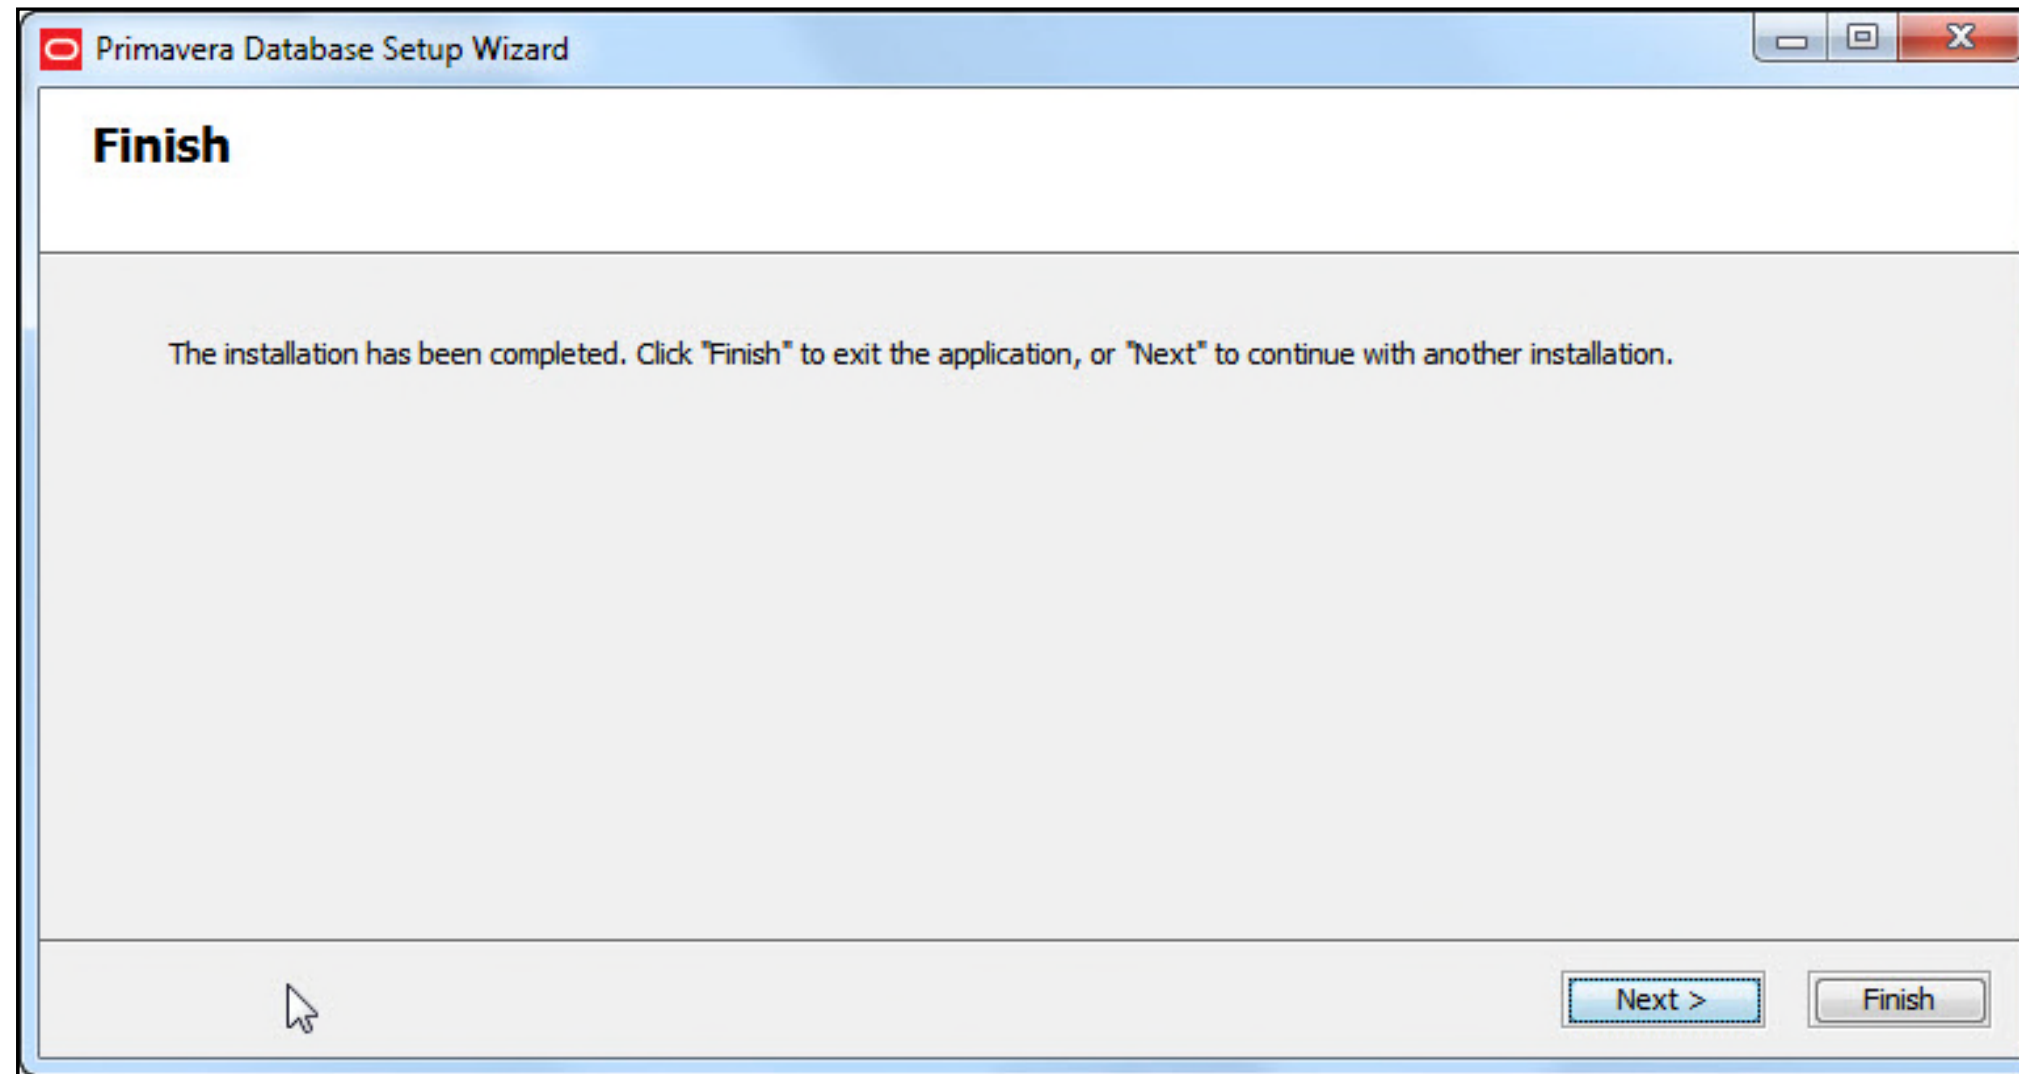 Primavera Database Setup Wizard
Finish
The installation has been completed. Click "Finish" to exit the application, or "Next" to continue with another installation.
Next >
Finish